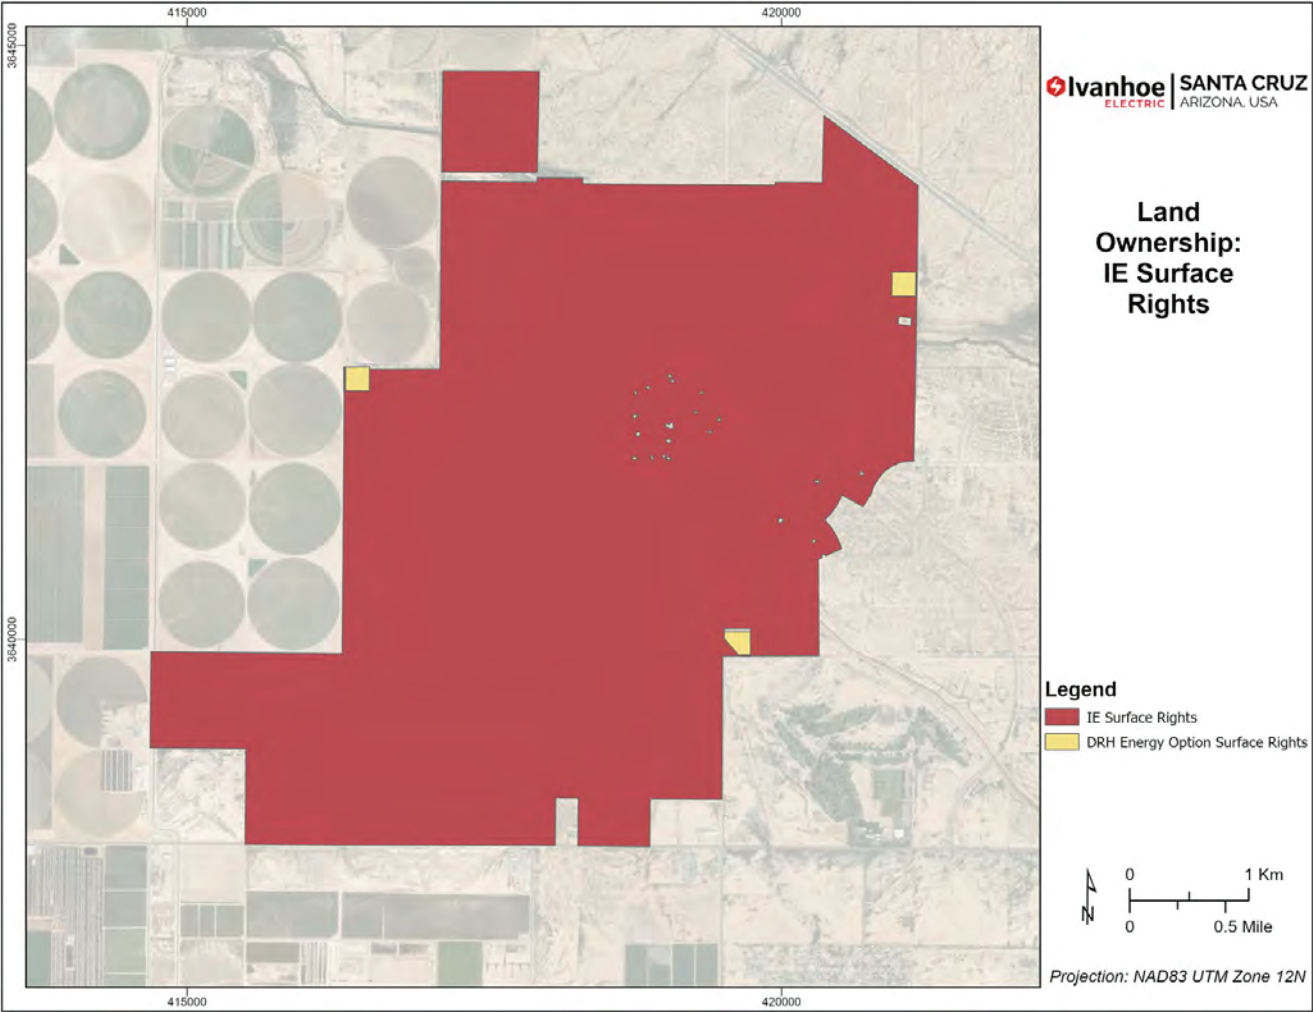 415000
420000
3645000
Ivanhoe
ELECTRIC
SANTA CRUZ
ARIZONA, USA
Land
Ownership:
IE Surface
Rights
3640000
Legend
IE Surface Rights
DRH Energy Option Surface Rights
0 1 Km
N
0 0.5 Mile
Projection: NAD83 UTM Zone 12N
415000
420000